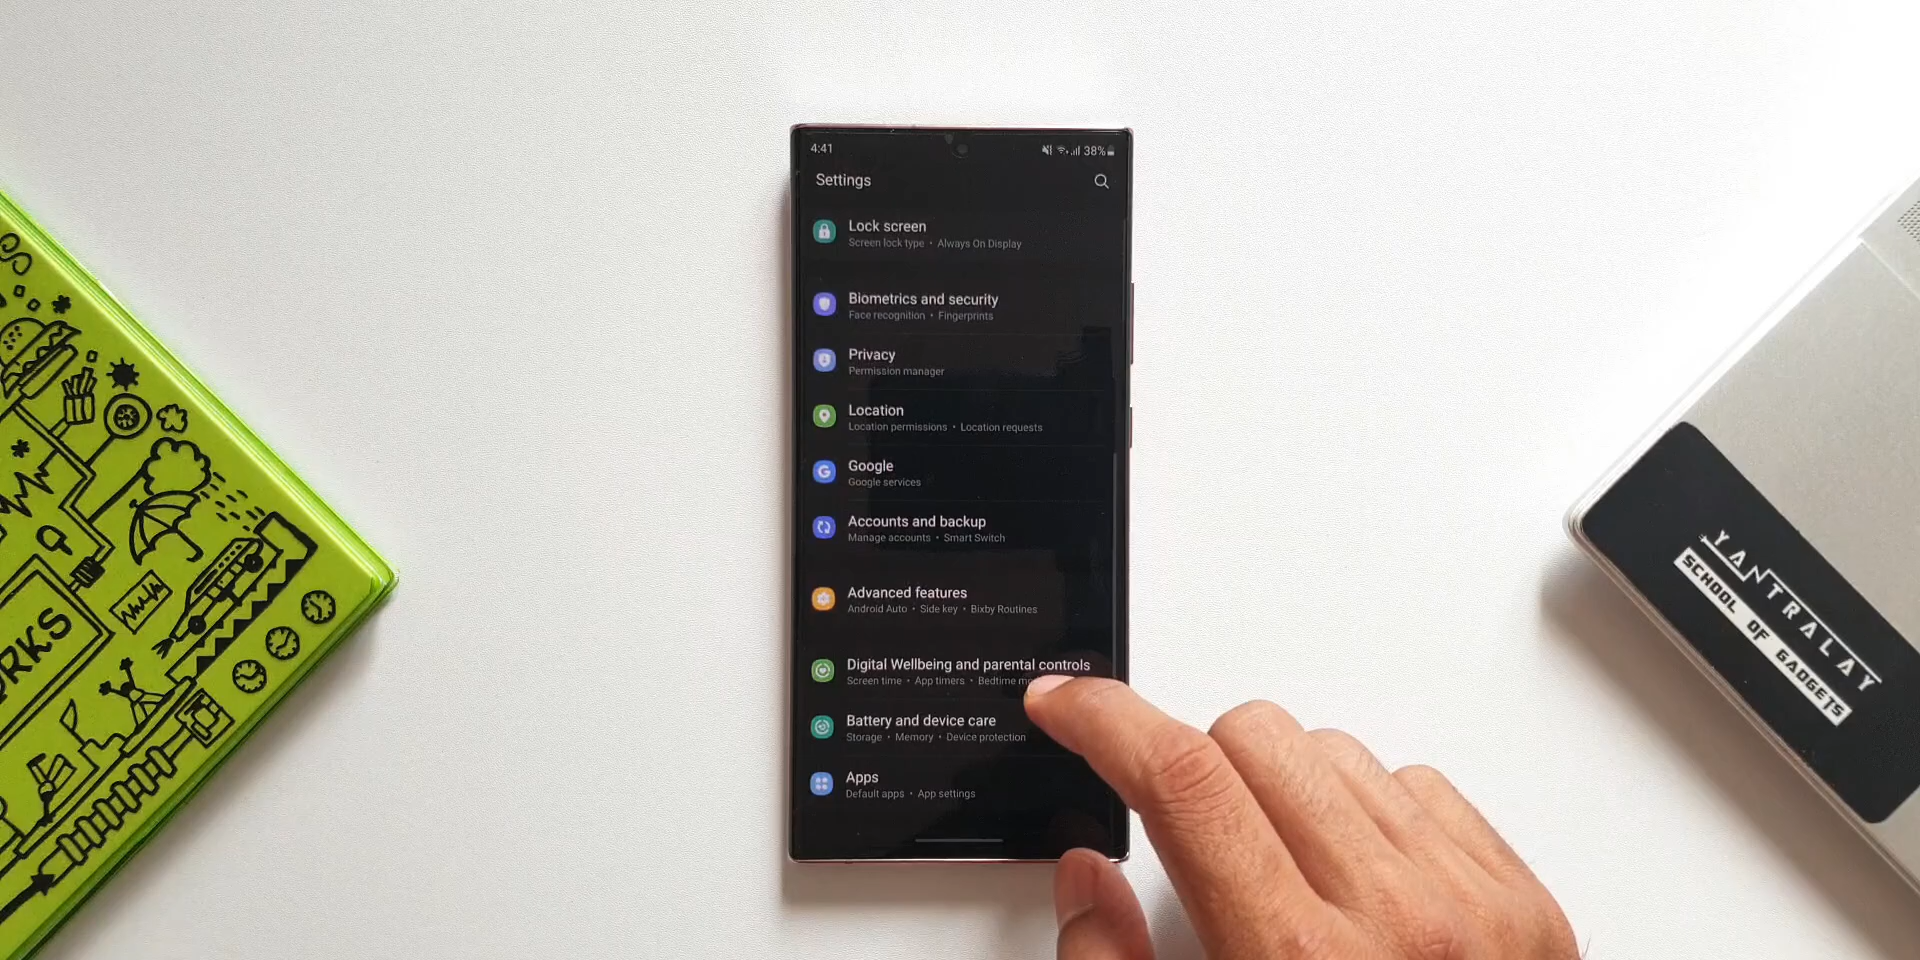 4:41
38%
Settings
Lock screen
Screen lock type • Always On Display
Biometrics and security
Face recognition • Fingerprints
Privacy
Permission manager
Location
Location permissions • Location requests
Google
Google services
Accounts and backup
Manage accounts • Smart Switch
Advanced features
Android Auto • Side key • Bixby Routines
Digital Wellbeing and parental controls
Screen time • App timers • Bedtime
Battery and device care
Storage • Memory • Device protection
Apps
Default apps • App settings
YANTRALAY
SCHOOL OF GADGETS